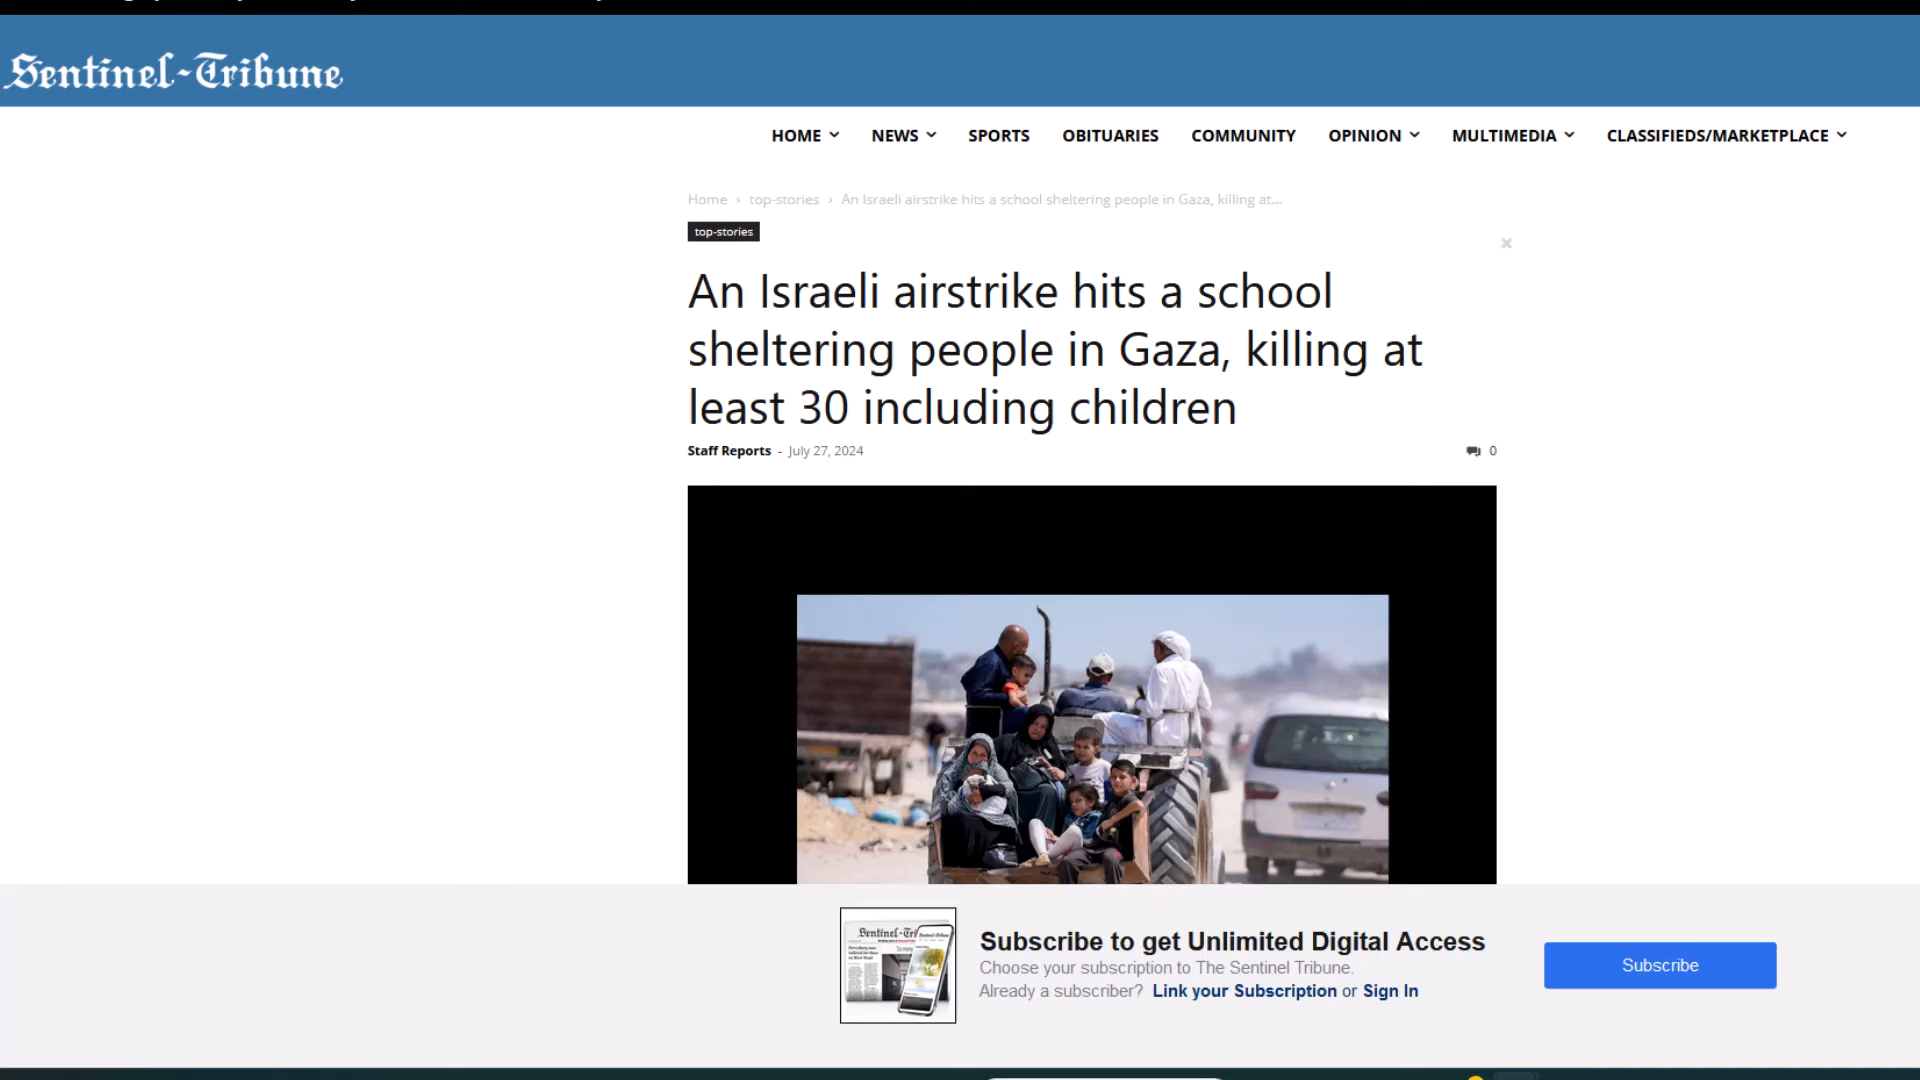 Sentinel-Tribune
HOME NEWS SPORTS OBITUARIES COMMUNITY OPINION MULTIMEDIA CLASSIFIEDS/MARKETPLACE
Home › top-stories › An Israeli airstrike hits a school sheltering people in Gaza, killing at...
top-stories
An Israeli airstrike hits a school
sheltering people in Gaza, killing at
least 30 including children
Staff Reports - July 27, 2024
0
Subscribe to get Unlimited Digital Access
Choose your subscription to The Sentinel Tribune.
Already a subscriber? Link your Subscription or Sign In
Subscribe